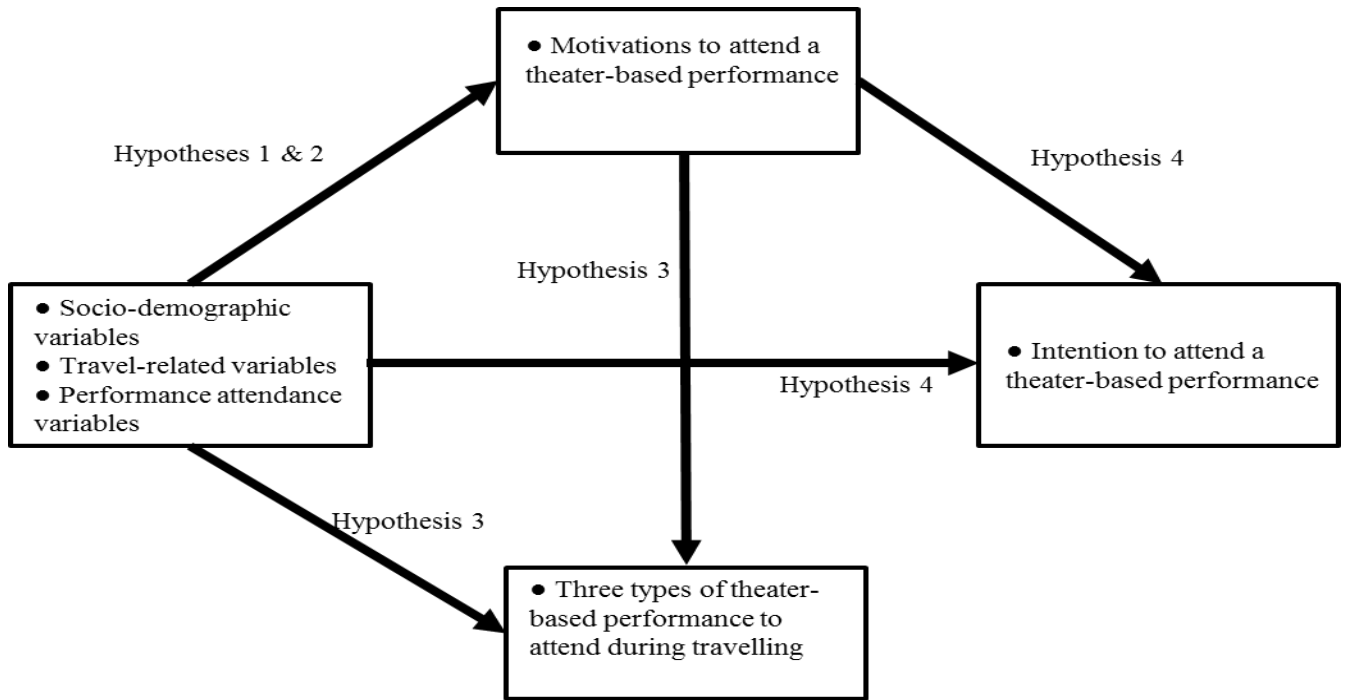 ● Motivations to attend a
theater-based performance
Hypotheses 1 & 2
Hypothesis 4
Hypothesis 3
● Socio-demographic
variables
● Travel-related variables
● Performance attendance
variables
● Intention to attend a
theater-based performance
Hypothesis 4
Hypothesis 3
● Three types of theater-
based performance to
attend during travelling